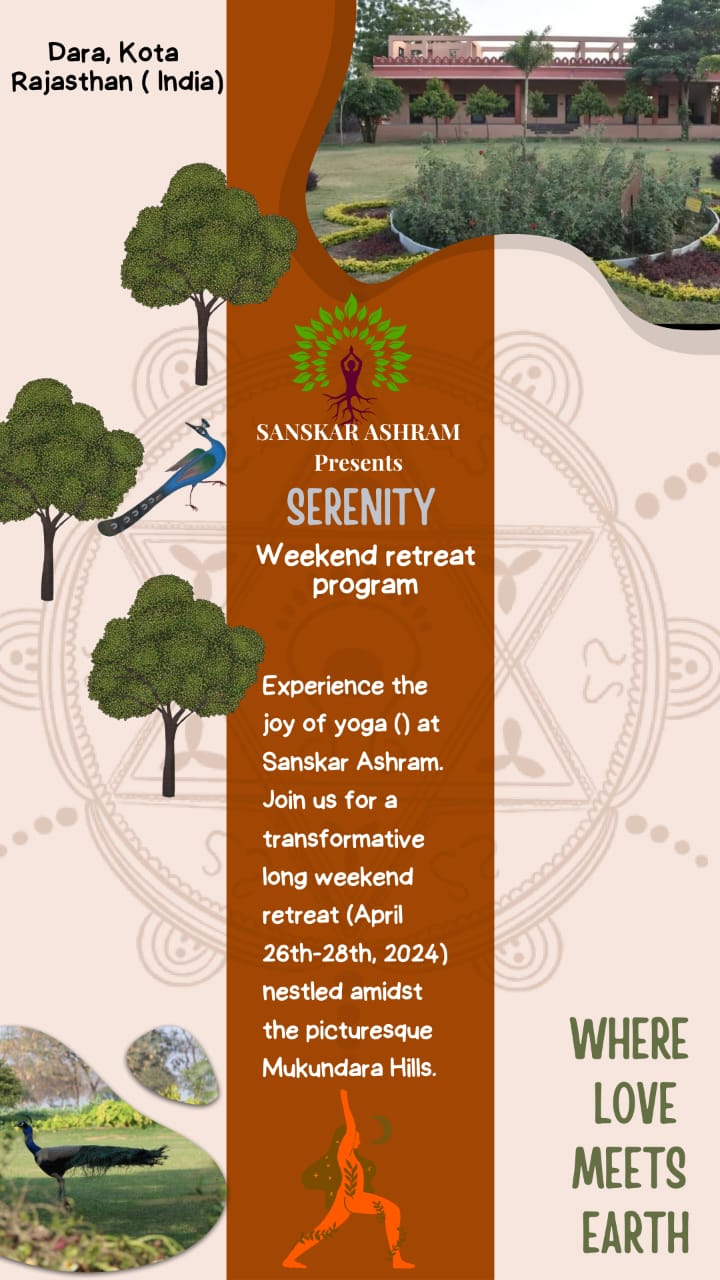 Dara, Kota
Rajasthan ( India)
SANSKAR ASHRAM
Presents
SERENITY
Weekend retreat
program
Experience the
joy of yoga () at
Sanskar Ashram.
Join us for a
transformative
long weekend
retreat (April
26th-28th, 2024)
nestled amidst
the picturesque
Mukundara Hills.
WHERE
LOVE
MEETS
EARTH